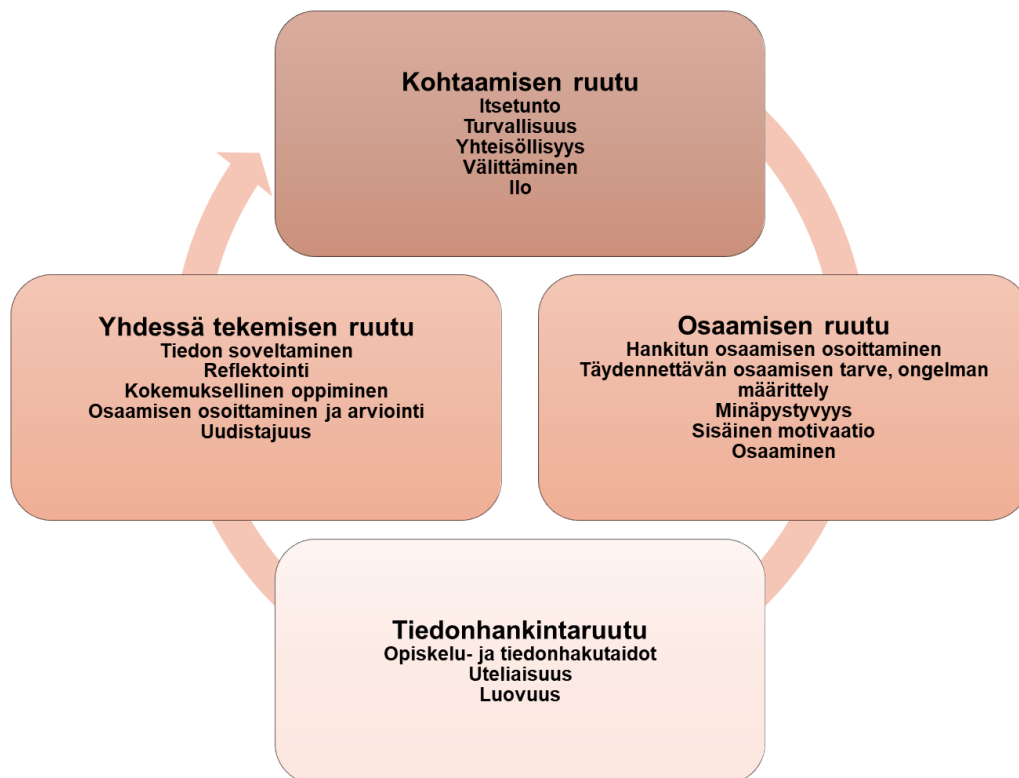 Kohtaamisen ruutu
Itsetunto
Turvallisuus
Yhteisöllisyys
Välittäminen
Ilo
Osaamisen ruutu
Hankitun osaamisen osoittaminen
Täydennettävän osaamisen tarve, ongelman
määrittely
Minäpystyvyys
Sisäinen motivaatio
Osaaminen
Tiedonhankintaruutu
Opiskelu- ja tiedonhakutaidot
Uteliaisuus
Luovuus
Yhdessä tekemisen ruutu
Tiedon soveltaminen
Reflektointi
Kokemuksellinen oppiminen
Osaamisen osoittaminen ja arviointi
Uudistajuus